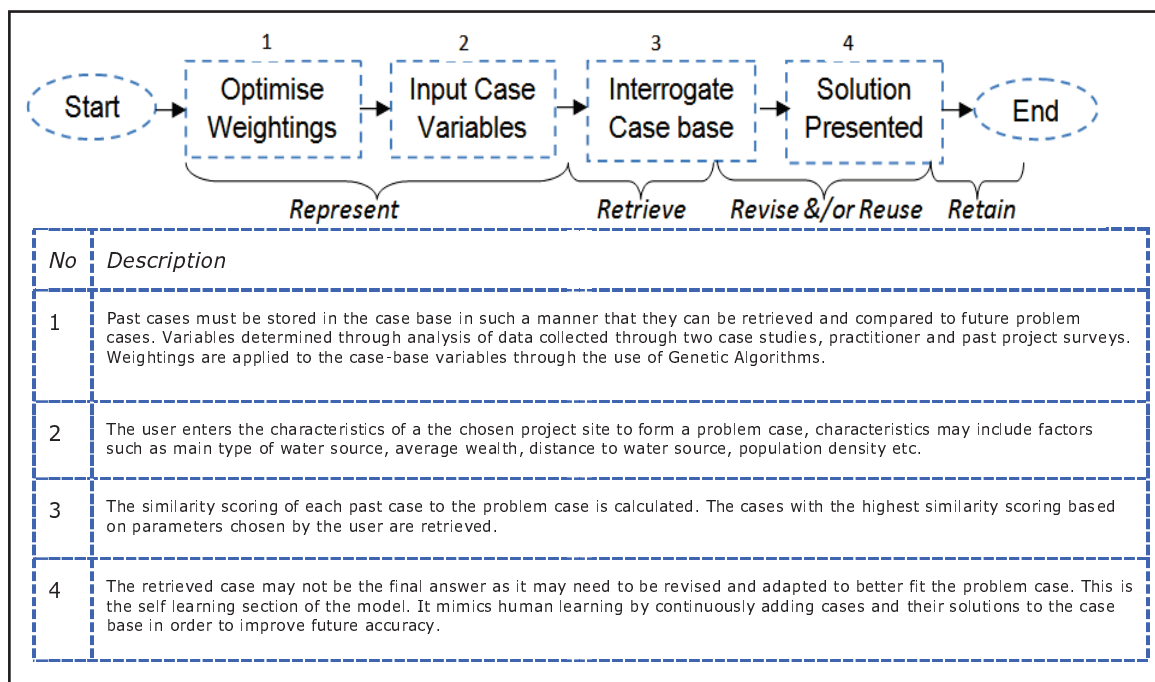 1 2 3 4
Start Optimise Weightings Input Case Variables Interrogate Case base Solution Presented End
Represent Retrieve Revise &/or Reuse Retain
No Description
1 Past cases must be stored in the case base in such a manner that they can be retrieved and compared to future problem
cases. Variables determined through analysis of data collected through two case studies, practitioner and past project surveys.
Weightings are applied to the case-base variables through the use of Genetic Algorithms.
2 The user enters the characteristics of a the chosen project site to form a problem case, characteristics may include factors
such as main type of water source, average wealth, distance to water source, population density etc.
3 The similarity scoring of each past case to the problem case is calculated. The cases with the highest similarity scoring based
on parameters chosen by the user are retrieved.
4 The retrieved case may not be the final answer as it may need to be revised and adapted to better fit the problem case. This is
the self learning section of the model. It mimics human learning by continuously adding cases and their solutions to the case
base in order to improve future accuracy.